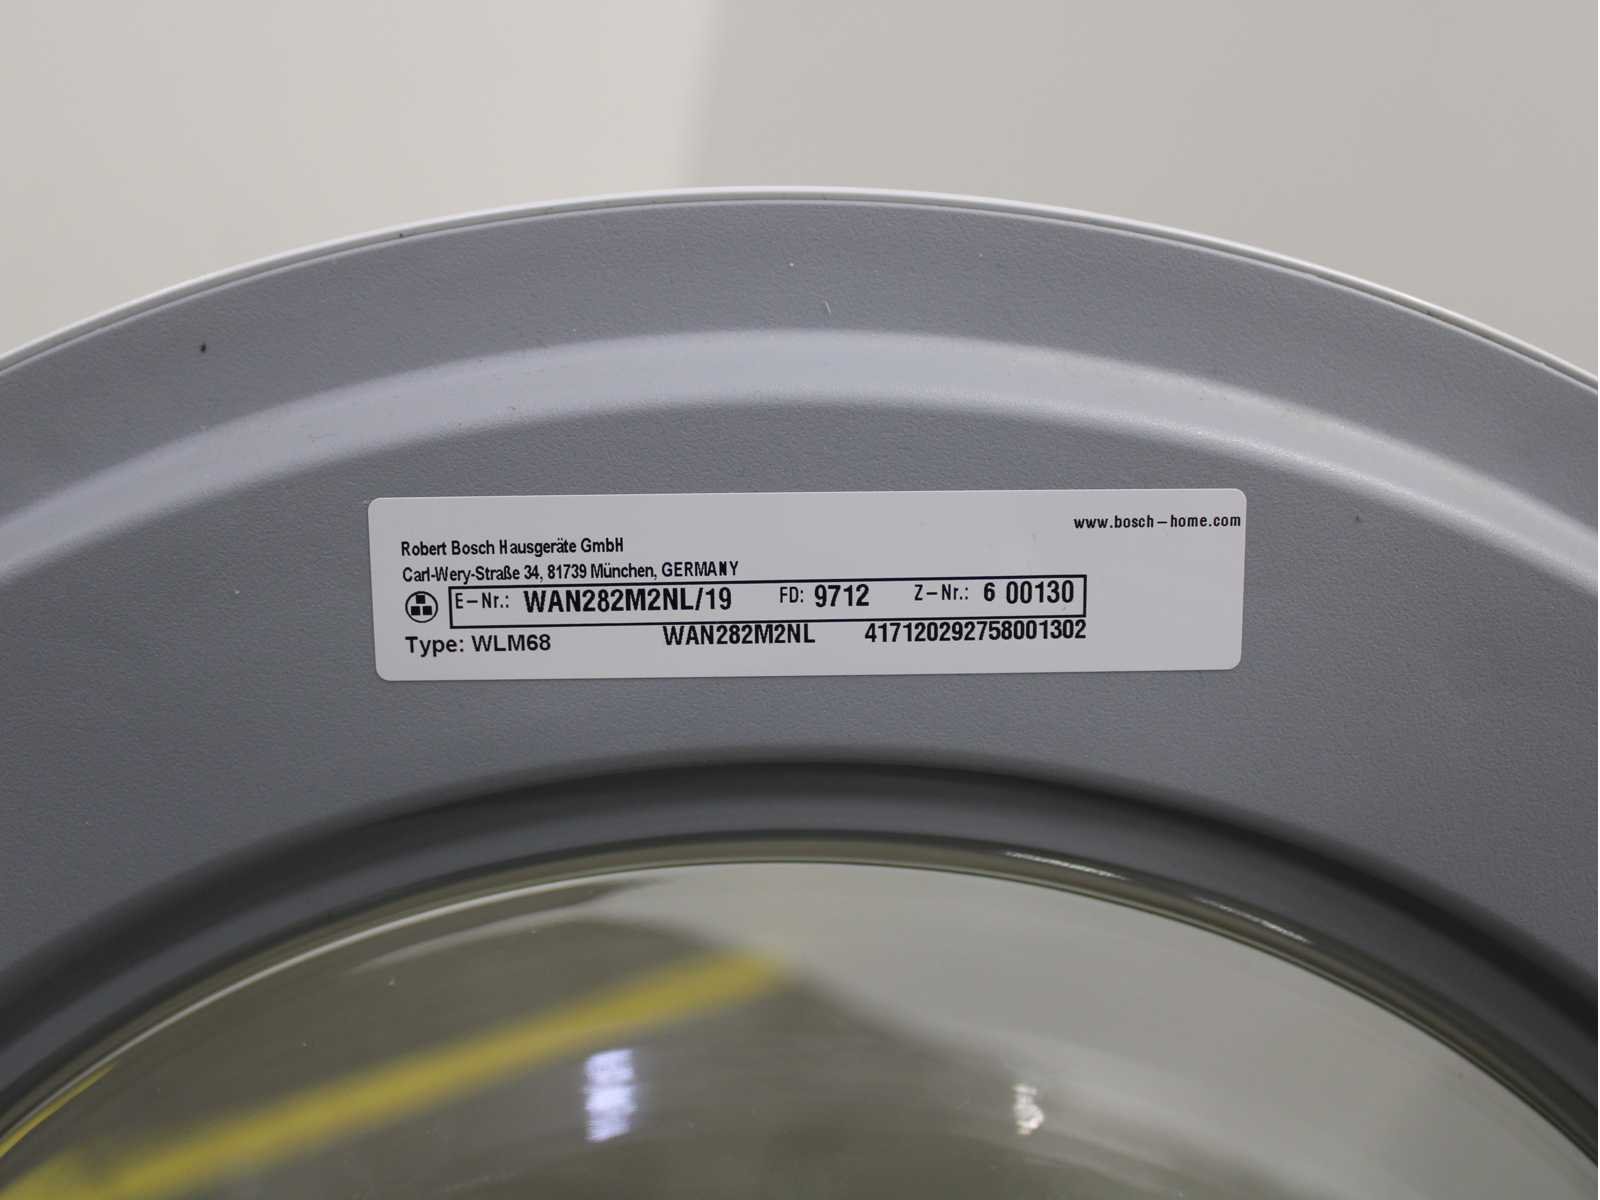 www.bosch-home.com
Robert Bosch Hausgeräte GmbH
Carl-Wery-Straße 34, 81739 München, GERMANY
E-Nr.: WAN282M2NL/19 FD: 9712 Z-Nr.: 6 00130
Type: WLM68 WAN282M2NL 417120292758001302